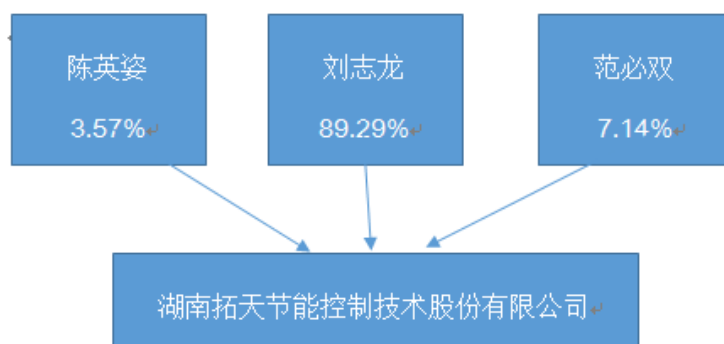 陈英姿
3.57%
刘志龙
89.29%
范必双
7.14%
湖南拓天节能控制技术股份有限公司